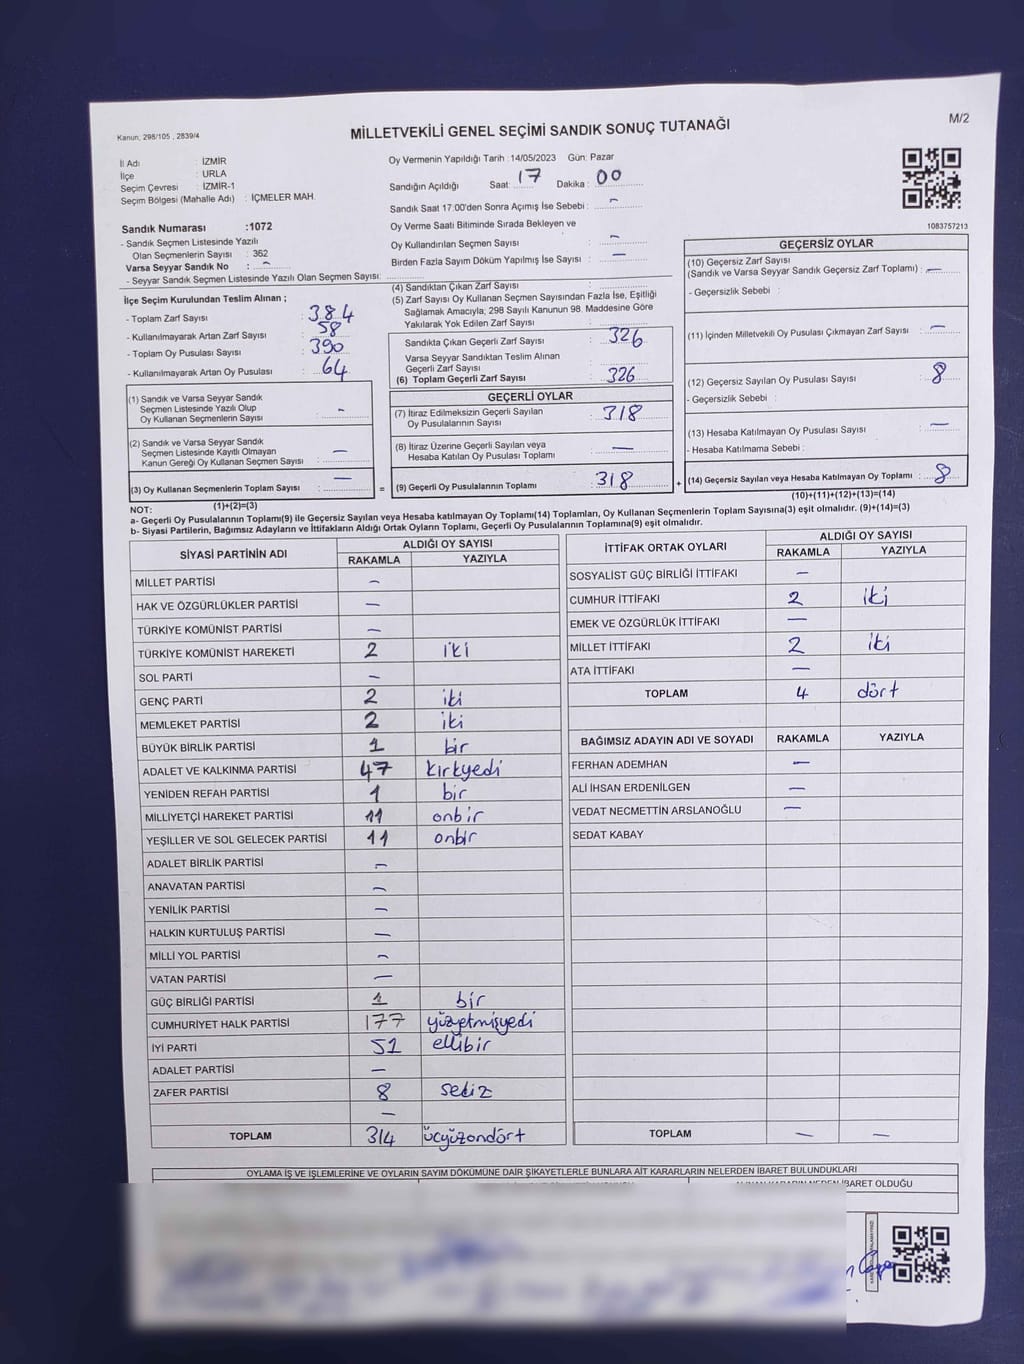 Kanun; 298/105 , 2839/4
MİLLETVEKİLİ GENEL SEÇİMİ SANDIK SONUÇ TUTANAĞI
M/2
İl Adı : İZMİR
İlçe : URLA
Seçim Çevresi : İZMİR-1
Seçim Bölgesi (Mahalle Adı) : İÇMELER MAH.
Oy Vermenin Yapıldığı Tarih : 14/05/2023 Gün: Pazar
Sandığın Açıldığı Saat: 17 Dakika : 00
Sandık Saat 17:00'den Sonra Açımış İse Sebebi : –
Oy Verme Saati Bitiminde Sırada Bekleyen ve
Oy Kullandırılan Seçmen Sayısı : –
Birden Fazla Sayım Döküm Yapılmış İse Sayısı : –
1083757213
Sandık Numarası :1072
- Sandık Seçmen Listesinde Yazılı
Olan Seçmenlerin Sayısı : 362
Varsa Seyyar Sandık No : –
- Seyyar Sandık Seçmen Listesinde Yazılı Olan Seçmen Sayısı:
İlçe Seçim Kurulundan Teslim Alınan ;
- Toplam Zarf Sayısı : 384
- Kullanılmayarak Artan Zarf Sayısı : 58
- Toplam Oy Pusulası Sayısı : 390
- Kullanılmayarak Artan Oy Pusulası : 64
(1) Sandık ve Varsa Seyyar Sandık
Seçmen Listesinde Yazılı Olup
Oy Kullanan Seçmenlerin Sayısı : –
(2) Sandık ve Varsa Seyyar Sandık
Seçmen Listesinde Kayıtlı Olmayan
Kanun Gereği Oy Kullanan Seçmen Sayısı : –
(3) Oy Kullanan Seçmenlerin Toplam Sayısı : –
(1)+(2)=(3)
(4) Sandıktan Çıkan Zarf Sayısı :
(5) Zarf Sayısı Oy Kullanan Seçmen Sayısından Fazla İse, Eşitliği
Sağlamak Amacıyla; 298 Sayılı Kanunun 98. Maddesine Göre
Yakılarak Yok Edilen Zarf Sayısı :
Sandıkta Çıkan Geçerli Zarf Sayısı : 326
Varsa Seyyar Sandıktan Teslim Alınan
Geçerli Zarf Sayısı :
(6) Toplam Geçerli Zarf Sayısı : 326
GEÇERLİ OYLAR
(7) İtiraz Edilmeksizin Geçerli Sayılan
Oy Pusulasının Sayısı : 318
(8) İtiraz Üzerine Geçerli Sayılan veya
Hesaba Katılan Oy Pusulası Toplamı : –
= (9) Geçerli Oy Pusulalarının Toplamı : 318 +
GEÇERSİZ OYLAR
(10) Geçersiz Zarf Sayısı
(Sandık ve Varsa Seyyar Sandık Geçersiz Zarf Toplamı) : –
- Geçersizlik Sebebi :
(11) İçinden Milletvekili Oy Pusulası Çıkmayan Zarf Sayısı : –
(12) Geçersiz Sayılan Oy Pusulası Sayısı : 8
- Geçersizlik Sebebi :
(13) Hesaba Katılmayan Oy Pusulası Sayısı : –
- Hesaba Katılmama Sebebi :
(14) Geçersiz Sayılan veya Hesaba Katılmayan Oy Toplamı : 8
(10)+(11)+(12)+(13)=(14)
NOT:
a- Geçerli Oy Pusulalarının Toplamı(9) ile Geçersiz Sayılan veya Hesaba katılmayan Oy Toplamı(14) Toplamları, Oy Kullanan Seçmenlerin Toplam Sayısına(3) eşit olmalıdır. (9)+(14)=(3)
b- Siyasi Partilerin, Bağımsız Adayların ve İttifakların Aldığı Ortak Oyların Toplamı, Geçerli Oy Pusulalarının Toplamına(9) eşit olmalıdır.
SİYASİ PARTİNİN ADI ALDIĞI OY SAYISI
RAKAMLA YAZIYLA
MİLLET PARTİSİ –
HAK VE ÖZGÜRLÜKLER PARTİSİ –
TÜRKİYE KOMÜNİST PARTİSİ –
TÜRKİYE KOMÜNİST HAREKETİ 2 iki
SOL PARTİ –
GENÇ PARTİ 2 iki
MEMLEKET PARTİSİ 2 iki
BÜYÜK BİRLİK PARTİSİ 1 bir
ADALET VE KALKINMA PARTİSİ 47 kırkyedi
YENİDEN REFAH PARTİSİ 1 bir
MİLLİYETÇİ HAREKET PARTİSİ 11 onbir
YEŞİLLER VE SOL GELECEK PARTİSİ 11 onbir
ADALET BİRLİK PARTİSİ –
ANAVATAN PARTİSİ –
YENİLİK PARTİSİ –
HALKIN KURTULUŞ PARTİSİ –
MİLLİ YOL PARTİSİ –
VATAN PARTİSİ –
GÜÇ BİRLİĞİ PARTİSİ 1 bir
CUMHURİYET HALK PARTİSİ 177 yüzyetmişyedi
İYİ PARTİ 51 ellibir
ADALET PARTİSİ –
ZAFER PARTİSİ 8 sekiz
–
TOPLAM 314 üçyüzondört
İTTİFAK ORTAK OYLARI ALDIĞI OY SAYISI
RAKAMLA YAZIYLA
SOSYALİST GÜÇ BİRLİĞİ İTTİFAKI –
CUMHUR İTTİFAKI 2 iki
EMEK VE ÖZGÜRLÜK İTTİFAKI –
MİLLET İTTİFAKI 2 iki
ATA İTTİFAKI –
TOPLAM 4 dört
BAĞIMSIZ ADAYIN ADI VE SOYADI RAKAMLA YAZIYLA
FERHAN ADEMHAN –
ALİ İHSAN ERDENİLGEN –
VEDAT NECMETTİN ARSLANOĞLU –
SEDAT KABAY
TOPLAM – –
OYLAMA İŞ VE İŞLEMLERİNE VE OYLARIN SAYIM DÖKÜMÜNE DAİR ŞİKAYETLERLE BUNLARA AİT KARARLARIN NELERDEN İBARET BULUNDUKLARI
İBARET OLDUĞU